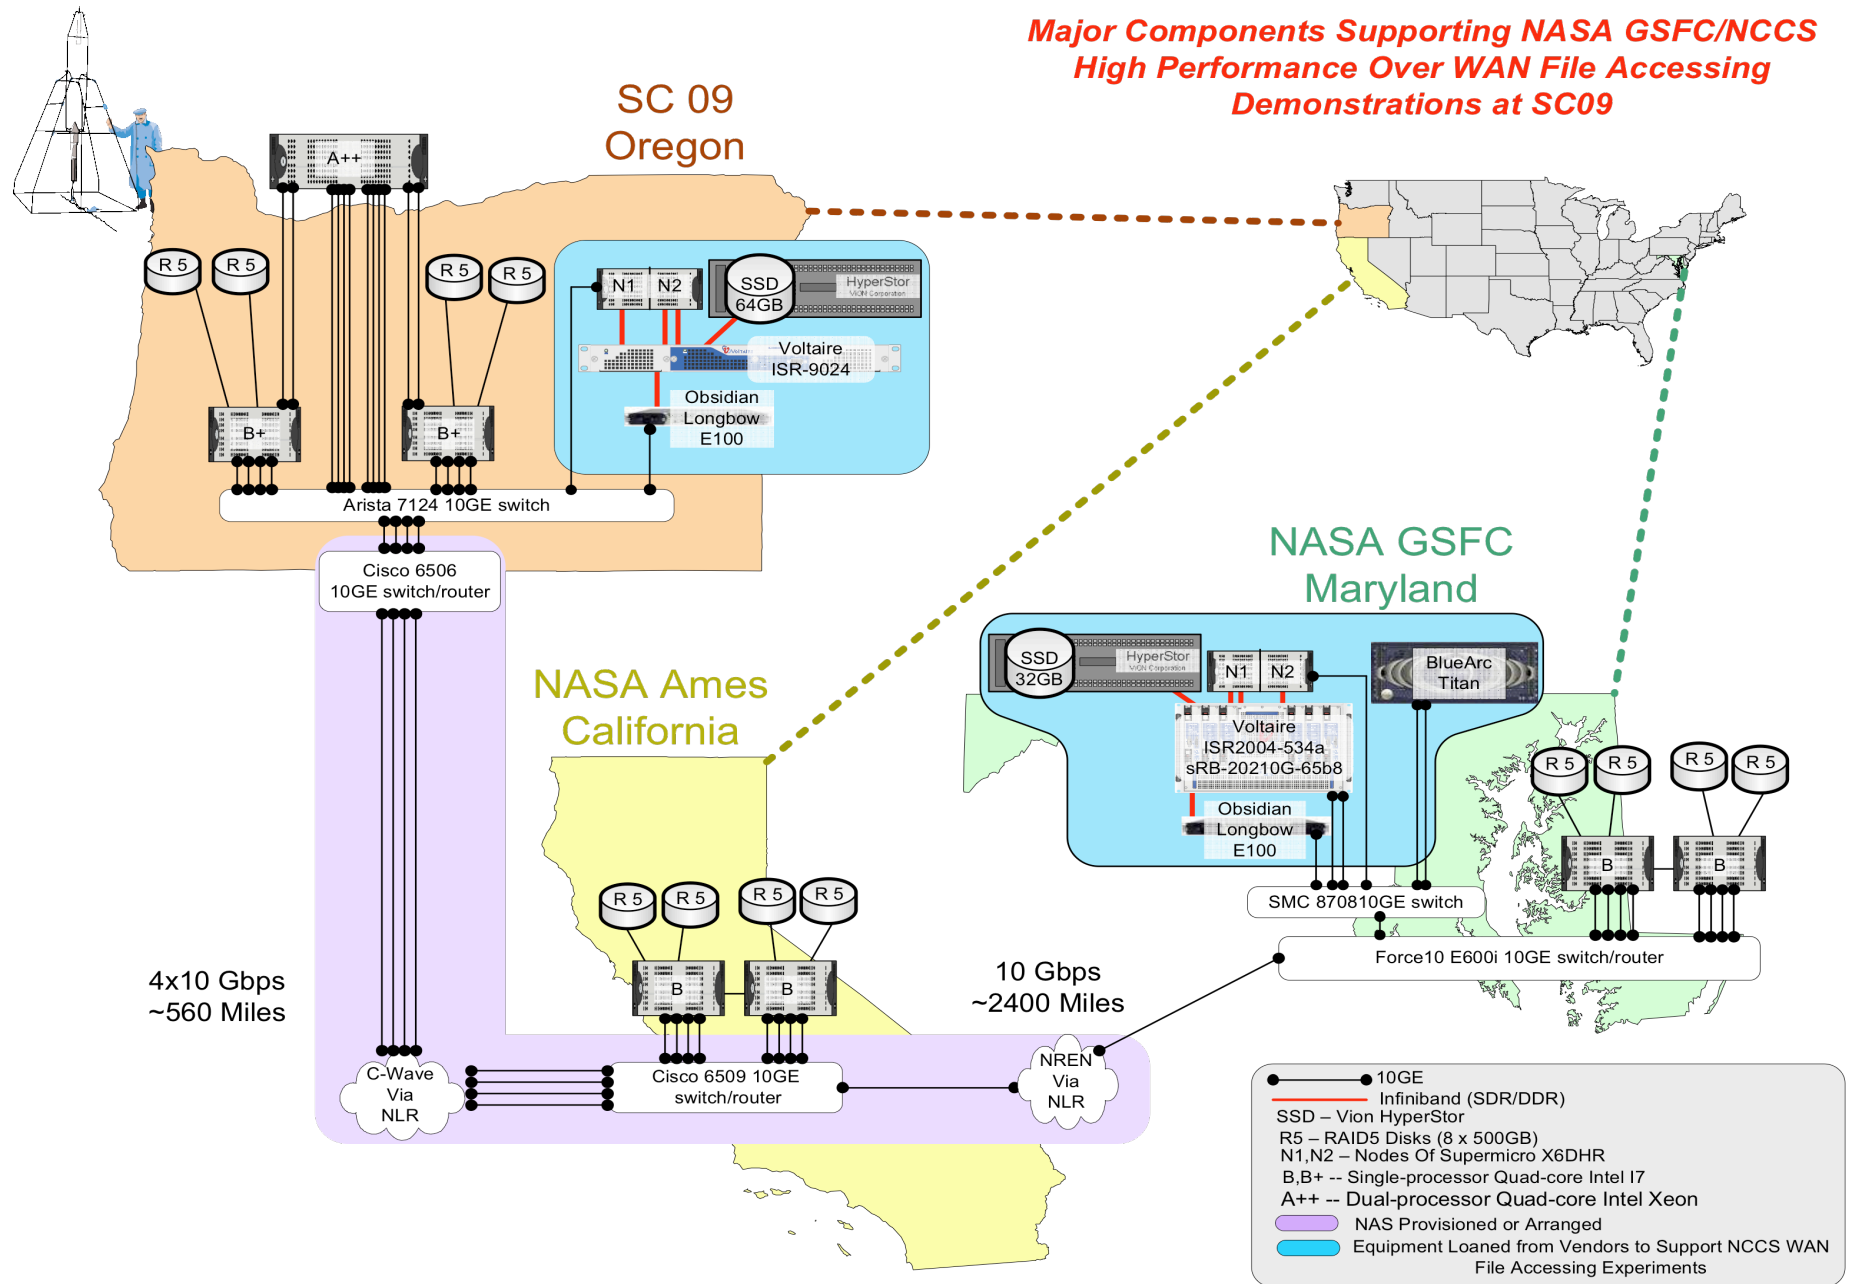 Major Components Supporting NASA GSFC/NCCS
High Performance Over WAN File Accessing
Demonstrations at SC09
SC 09
Oregon
A++
R 5
R 5
R 5
R 5
B+
B+
N1
N2
SSD
64GB
HyperStor
ViON Corporation
Voltaire
ISR-9024
Obsidian
Longbow
E100
Arista 7124 10GE switch
Cisco 6506
10GE switch/router
4x10 Gbps
~560 Miles
C-Wave
Via
NLR
NASA Ames
California
R 5
R 5
R 5
R 5
B
B
Cisco 6509 10GE
switch/router
10 Gbps
~2400 Miles
NREN
Via
NLR
NASA GSFC
Maryland
SSD
32GB
HyperStor
ViON Corporation
N1
N2
BlueArc
Titan
Voltaire
ISR2004-534a
sRB-20210G-65b8
Obsidian
Longbow
E100
R 5
R 5
R 5
R 5
B
B
SMC 870810GE switch
Force10 E600i 10GE switch/router
10GE
Infiniband (SDR/DDR)
SSD – Vion HyperStor
R5 – RAID5 Disks (8 x 500GB)
N1,N2 – Nodes Of Supermicro X6DHR
B,B+ -- Single-processor Quad-core Intel I7
A++ -- Dual-processor Quad-core Intel Xeon
NAS Provisioned or Arranged
Equipment Loaned from Vendors to Support NCCS WAN
File Accessing Experiments